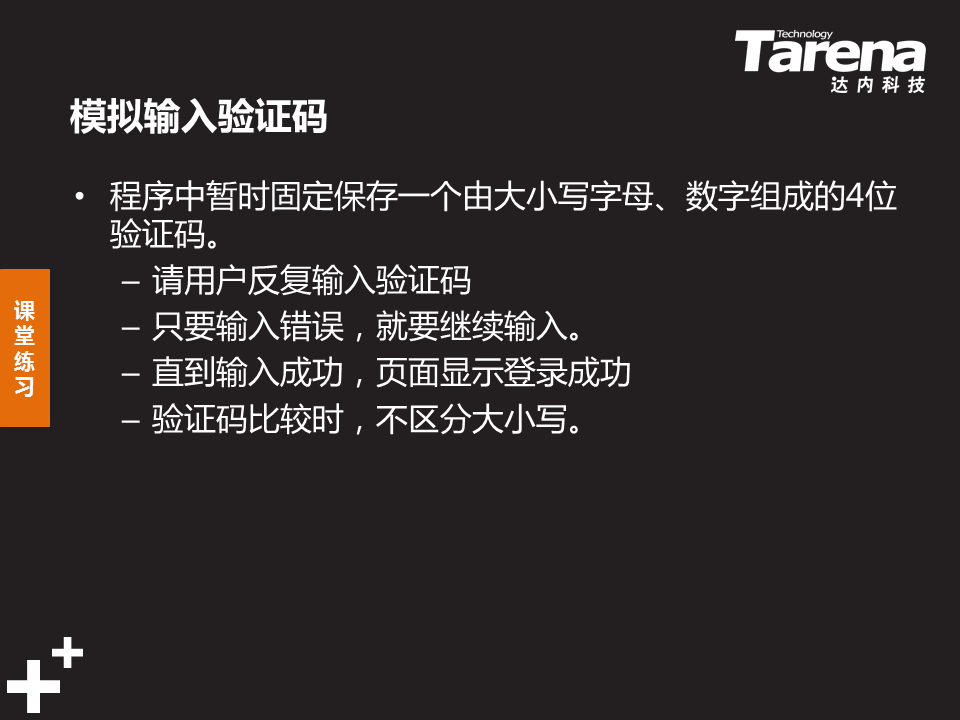 Technology
Tarena
达内科技
模拟输入验证码
• 程序中暂时固定保存一个由大小写字母、数字组成的4位
验证码。
– 请用户反复输入验证码
– 只要输入错误，就要继续输入。
– 直到输入成功，页面显示登录成功
– 验证码比较时，不区分大小写。
课
堂
练
习